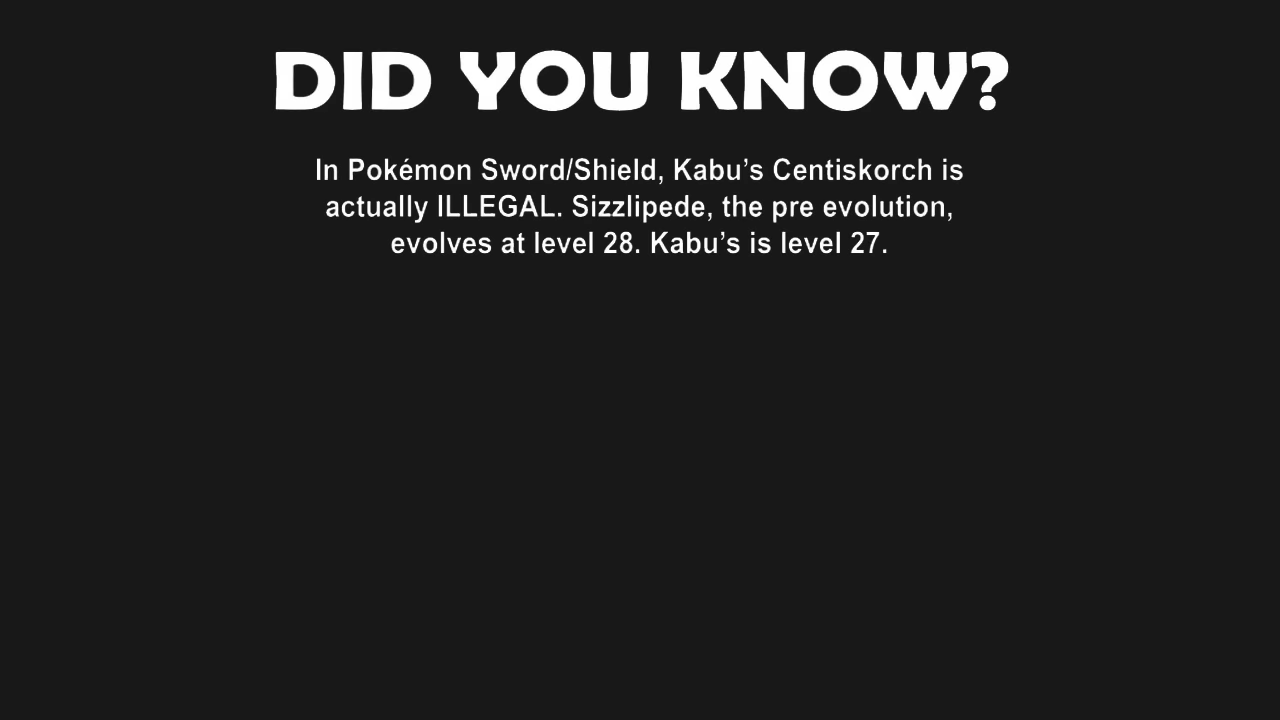 DID YOU KNOW?
In Pokémon Sword/Shield, Kabu’s Centiskorch is
actually ILLEGAL. Sizzlipede, the pre evolution,
evolves at level 28. Kabu’s is level 27.